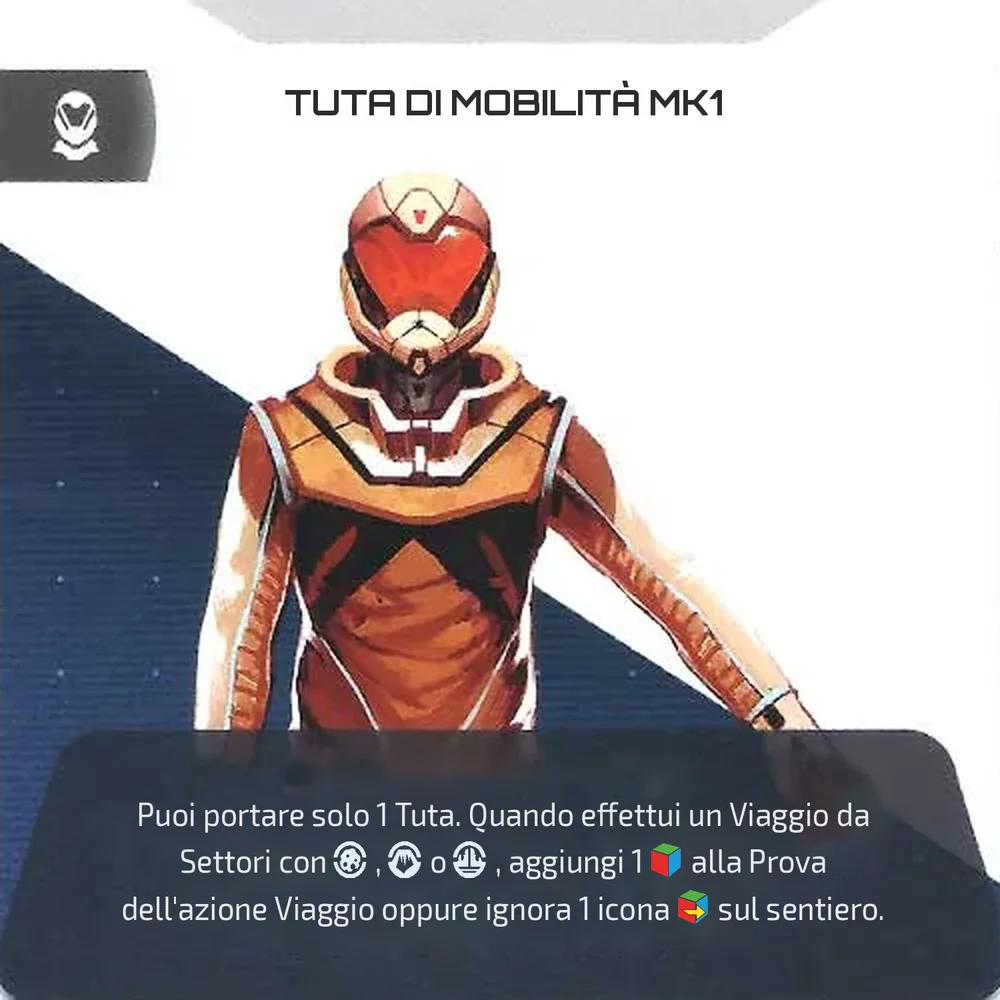 TUTA DI MOBILITÀ MK1
Puoi portare solo 1 Tuta. Quando effettui un Viaggio da
Settori con , o , aggiungi 1 alla Prova
dell'azione Viaggio oppure ignora 1 icona sul sentiero.